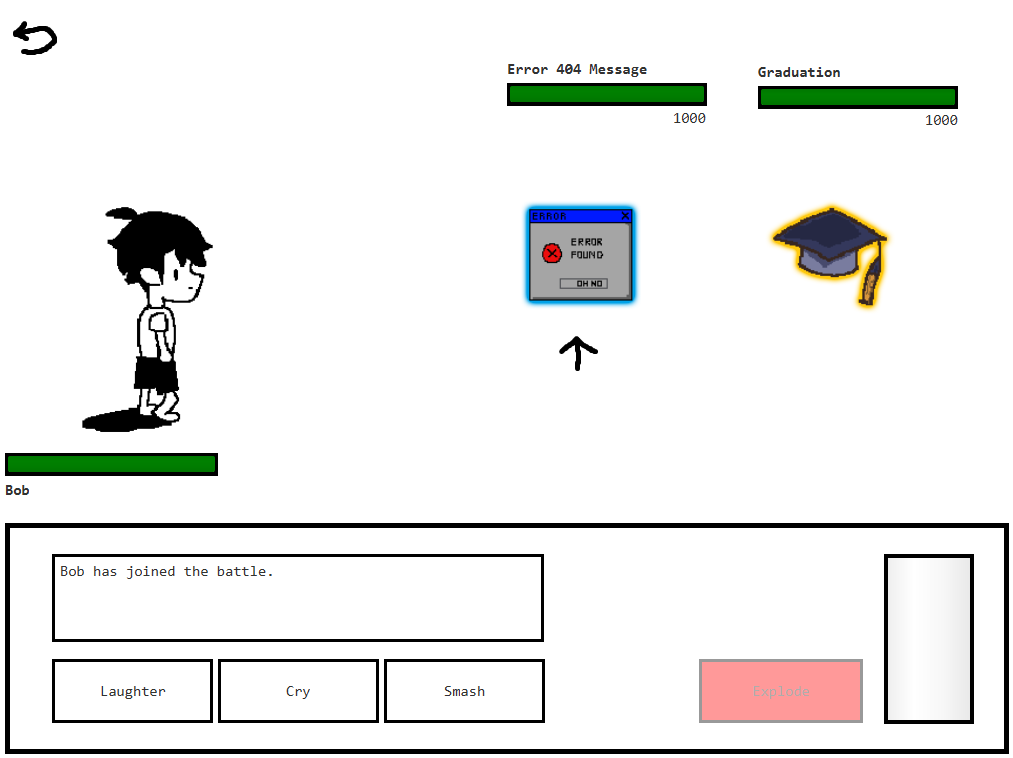 Error 404 Message
1000
Graduation
1000
ERROR
X
ERROR
FOUND
OH NO
Bob
Bob has joined the battle.
Laughter
Cry
Smash
Explode